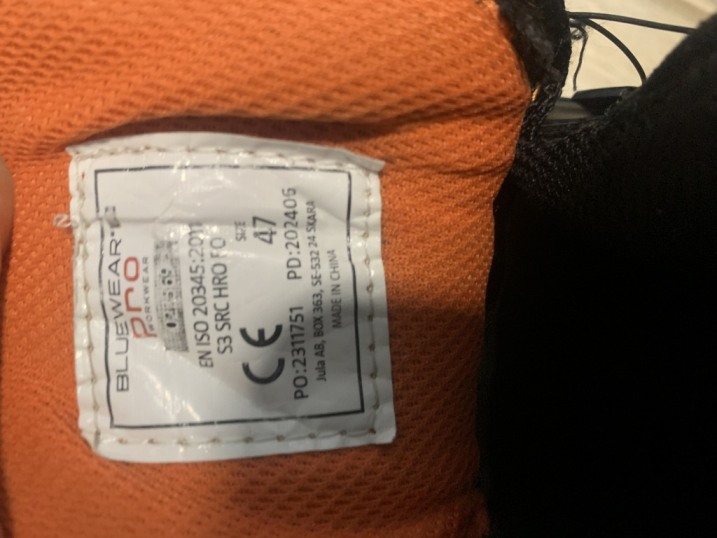 BLUEWEAR
Pro
WORKWEAR
EN ISO 20345:2011
S3 SRC HRO FO
SIZE
47
CE
PO:2311751 PD:202406
Jula AB, BOX 363, SE-532 24 SKARA
MADE IN CHINA